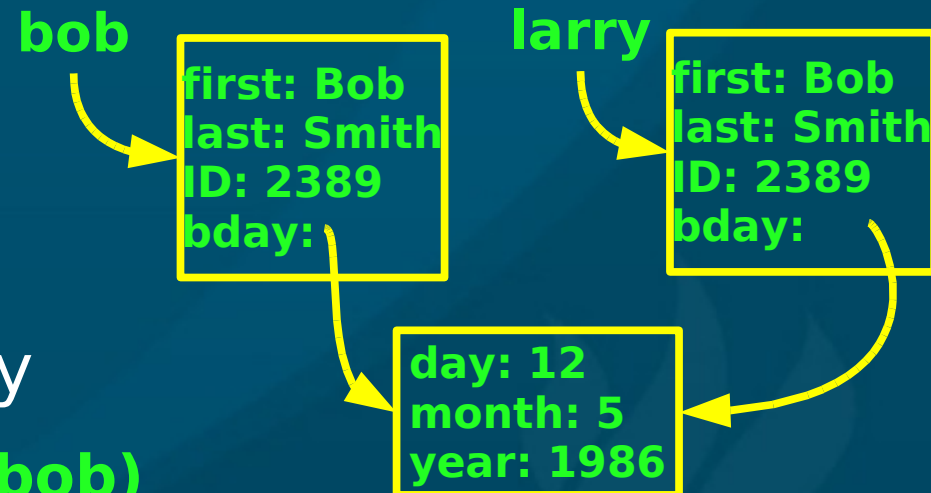 bob
first: Bob
last: Smith
ID: 2389
bday:
larry
first: Bob
last: Smith
ID: 2389
bday:
day: 12
month: 5
year: 1986
y
bob)